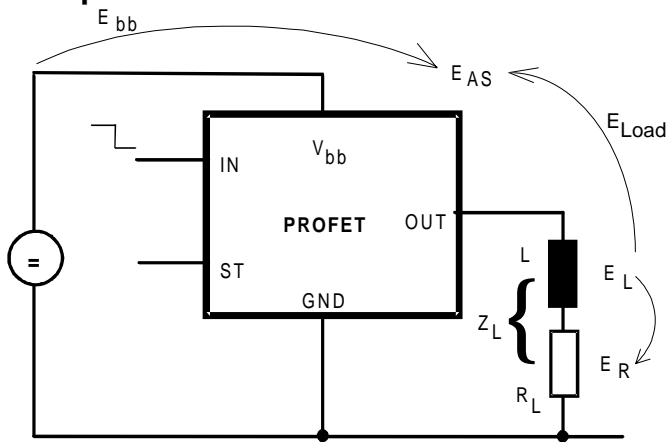 E bb
E AS
E Load
V bb
IN
PROFET
OUT
ST
GND
=
L
E L
Z L {
R L
E R